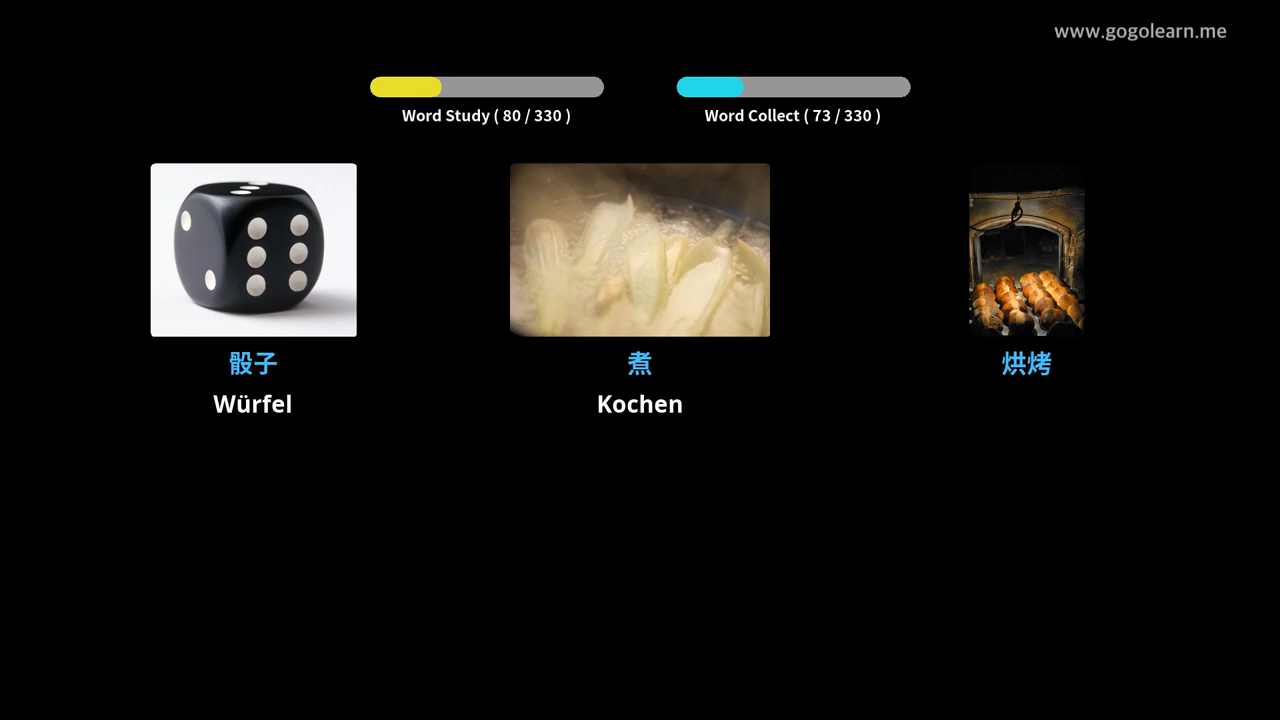 www.gogolearn.me
Word Study ( 80 / 330 )
Word Collect ( 73 / 330 )
骰子
煮
烘烤
Würfel
Kochen